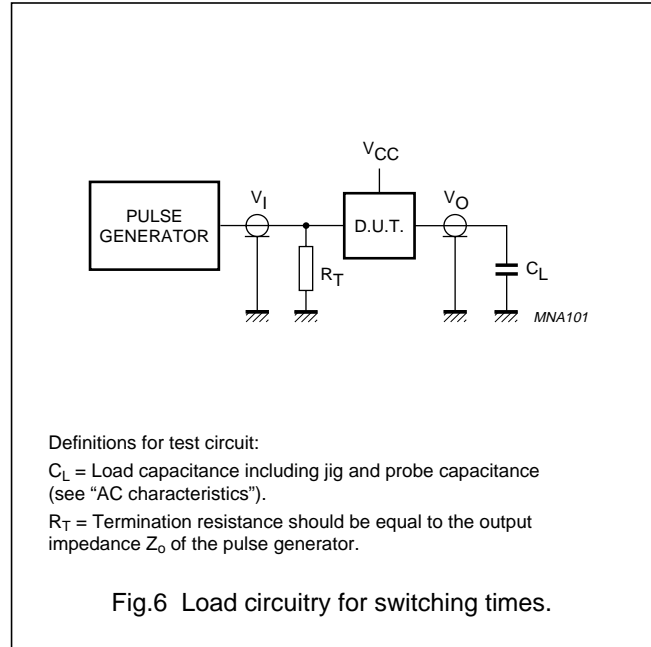 V_CC
PULSE GENERATOR
V_I
D.U.T.
V_O
R_T
C_L
MNA101
Definitions for test circuit:
C_L = Load capacitance including jig and probe capacitance
(see “AC characteristics”).
R_T = Termination resistance should be equal to the output
impedance Z_o of the pulse generator.
Fig.6 Load circuitry for switching times.